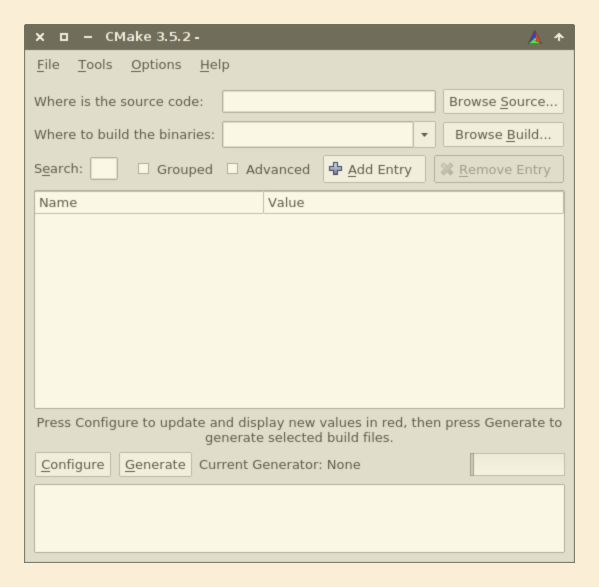 CMake 3.5.2 -
File Tools Options Help
Where is the source code: Browse Source...
Where to build the binaries: Browse Build...
Search: Grouped Advanced Add Entry Remove Entry
Name Value
Press Configure to update and display new values in red, then press Generate to
generate selected build files.
Configure Generate Current Generator: None